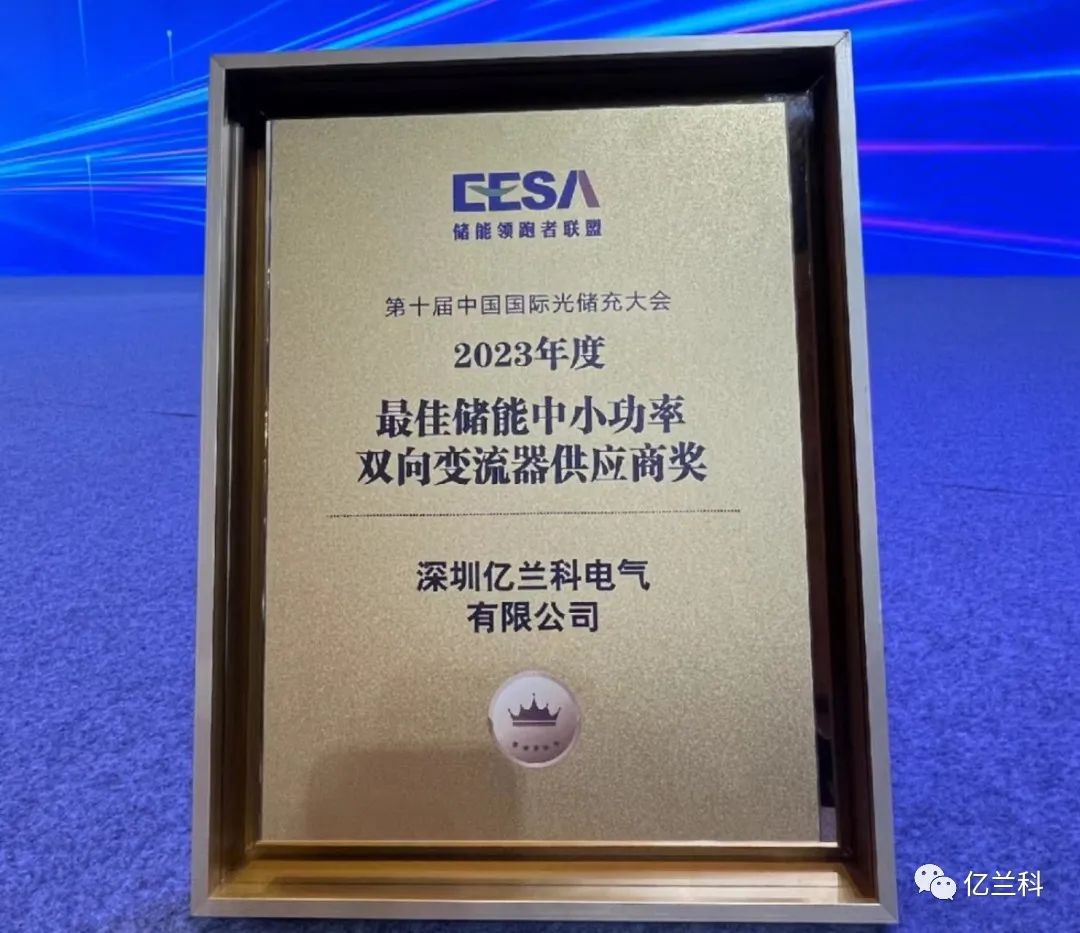 EESA
储能领跑者联盟
第十届中国国际光储充大会
2023年度
最佳储能中小功率
双向变流器供应商奖
深圳亿兰科电气
有限公司
亿兰科